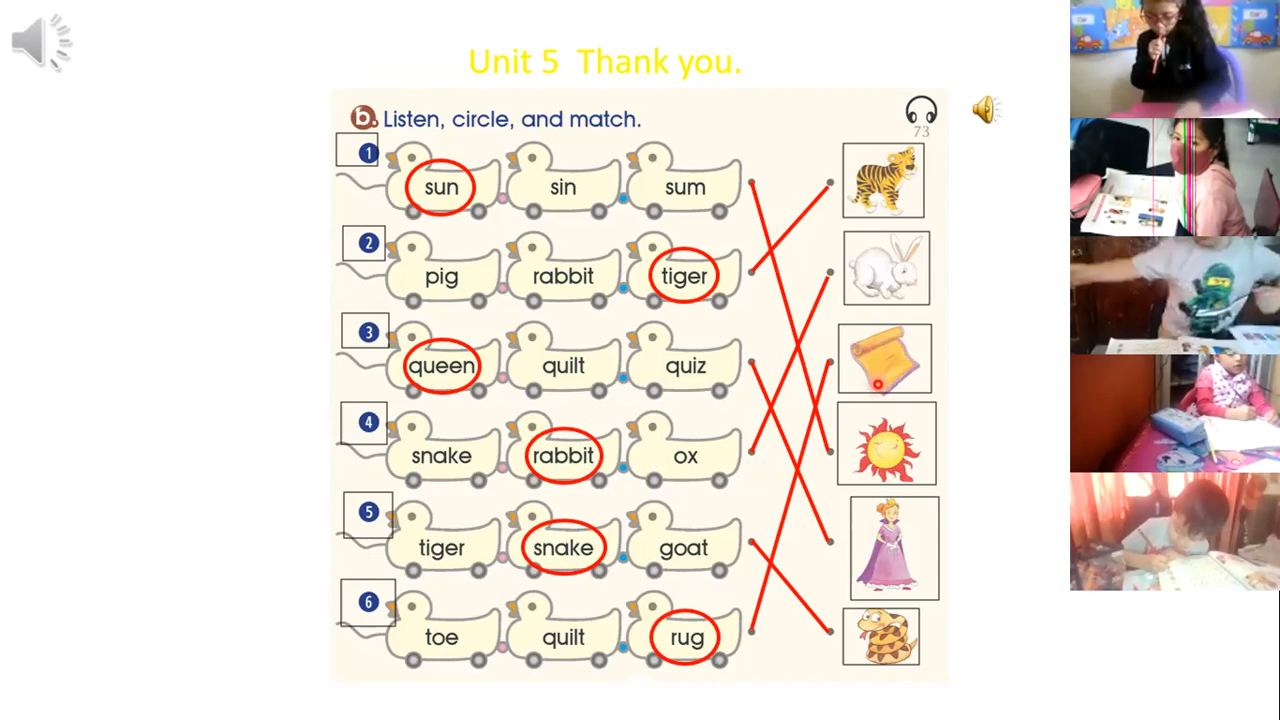 Unit 5 Thank you.
b. Listen, circle, and match.
73
1 sun sin sum
2 pig rabbit tiger
3 queen quilt quiz
4 snake rabbit ox
5 tiger snake goat
6 toe quilt rug